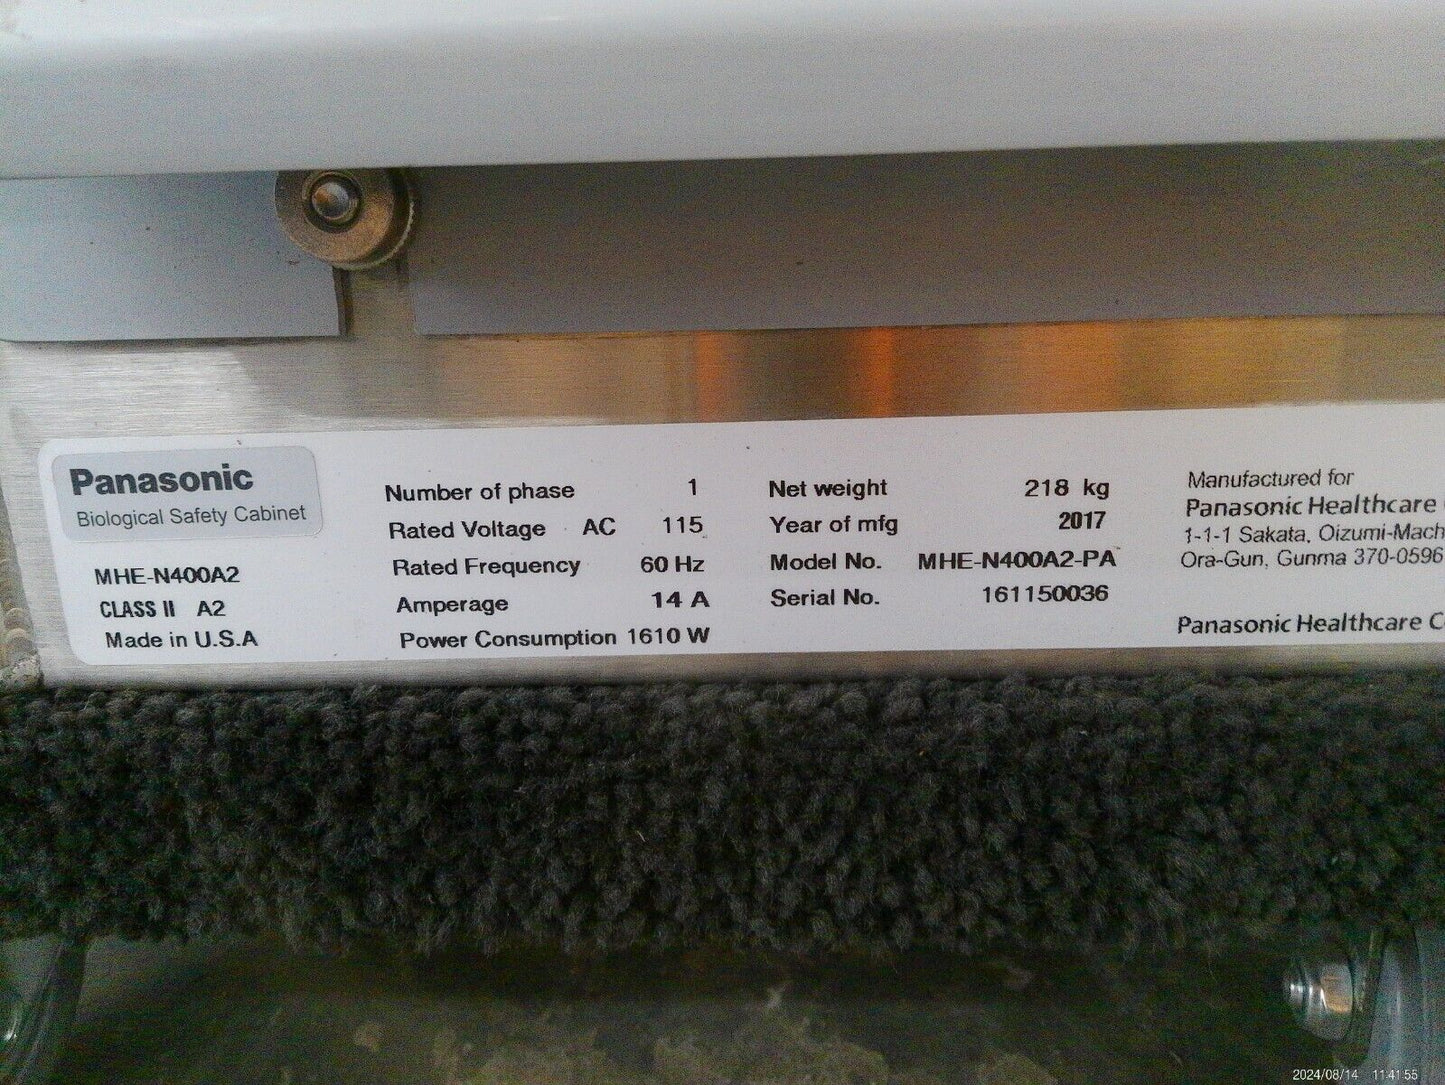 Panasonic
Biological Safety Cabinet
MHE-N400A2
CLASS II A2
Made in U.S.A
Number of phase 1
Rated Voltage AC 115
Rated Frequency 60 Hz
Amperage 14 A
Power Consumption 1610 W
Net weight 218 kg
Year of mfg 2017
Model No. MHE-N400A2-PA
Serial No. 161150036
Manufactured for
Panasonic Healthcare
1-1-1 Sakata, Oizumi-Mach
Ora-Gun, Gunma 370-0596
Panasonic Healthcare C
2024/08/14 11:41:55